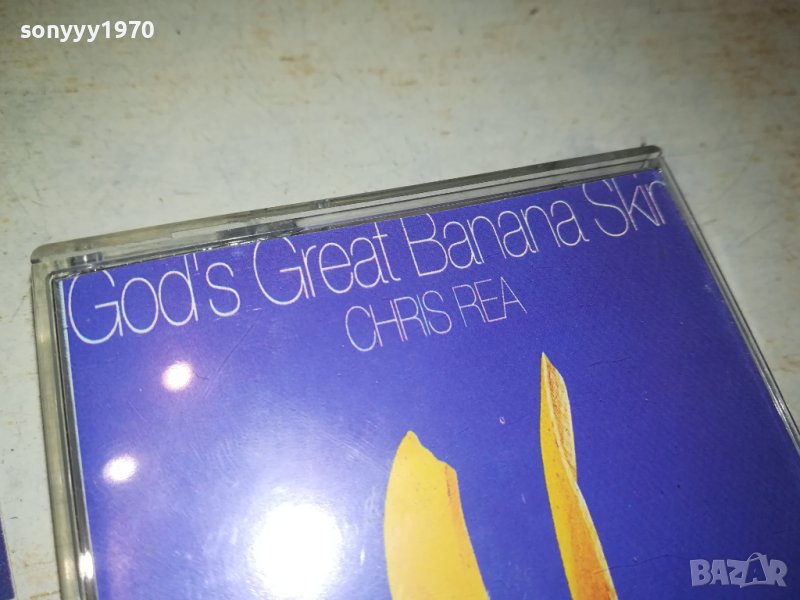 sonyyy1970
God's Great Banana Skin
CHRIS REA
BAZAR